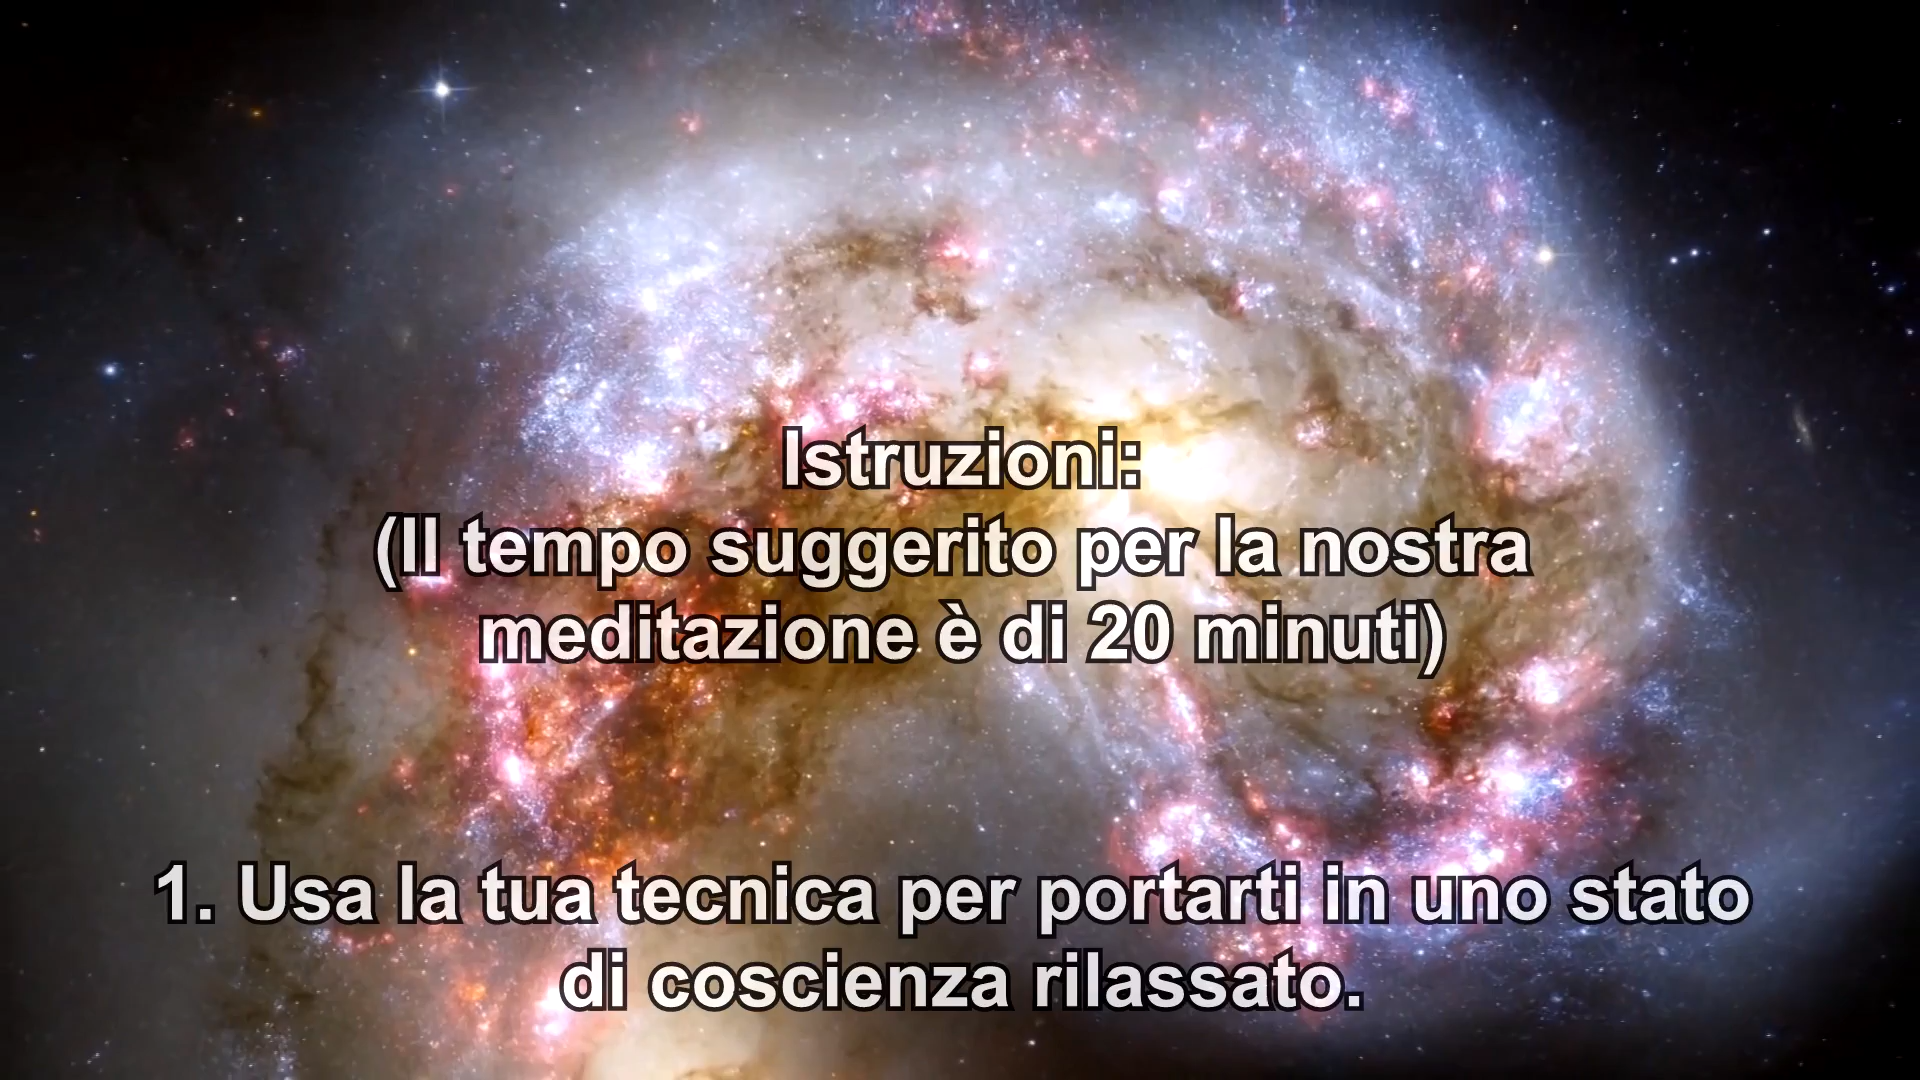 Istruzioni:
(Il tempo suggerito per la nostra
meditazione è di 20 minuti)
1. Usa la tua tecnica per portarti in uno stato
di coscienza rilassato.